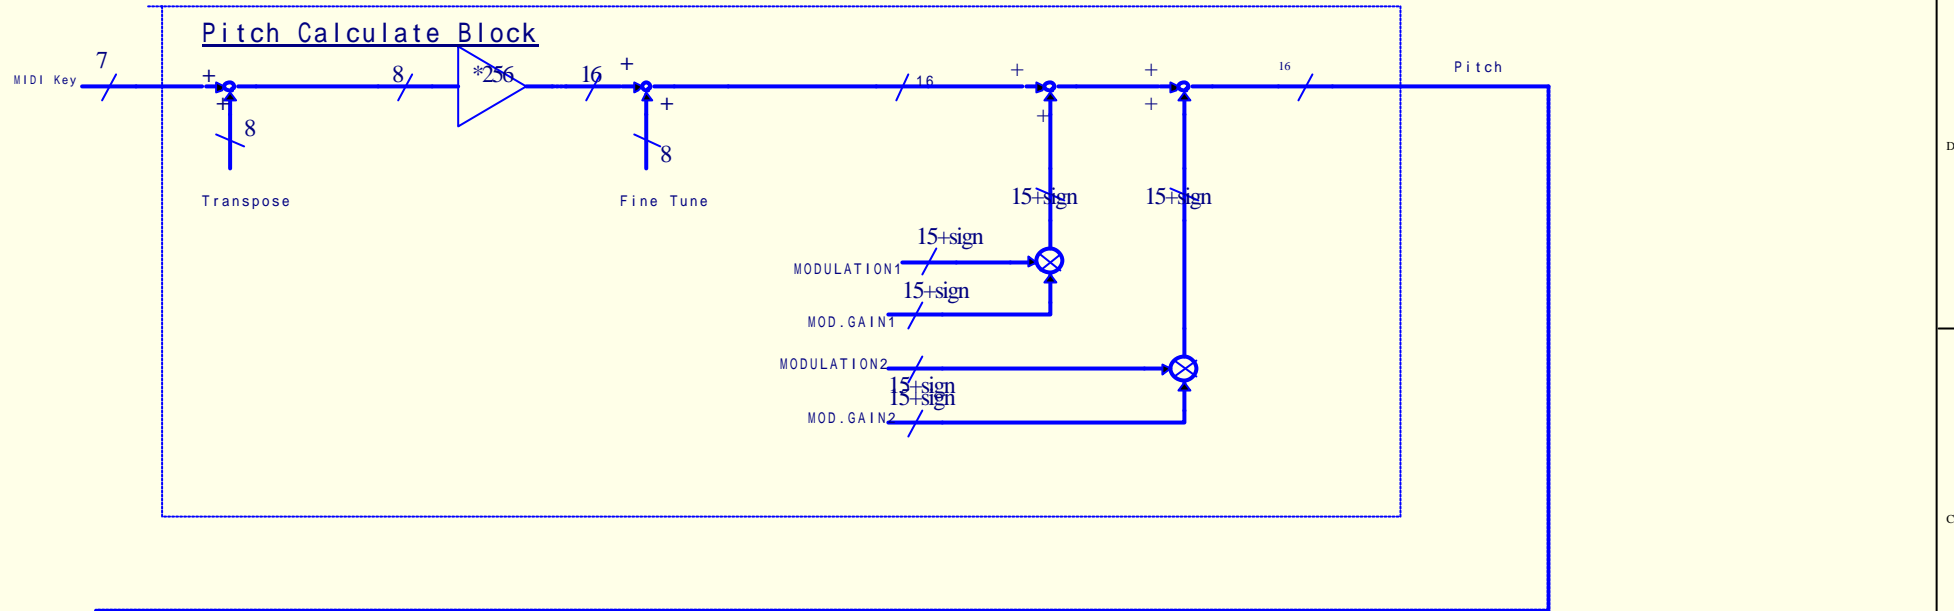 Pitch Calculate Block
7
MIDI Key
+
+
8
Transpose
8
*256
16
+
+
8
Fine Tune
16
+
+
+
+
16
Pitch
15+sign
15+sign
15+sign
MODULATION1
15+sign
MOD.GAIN1
MODULATION2
15+sign
15+sign
MOD.GAIN2
D
C